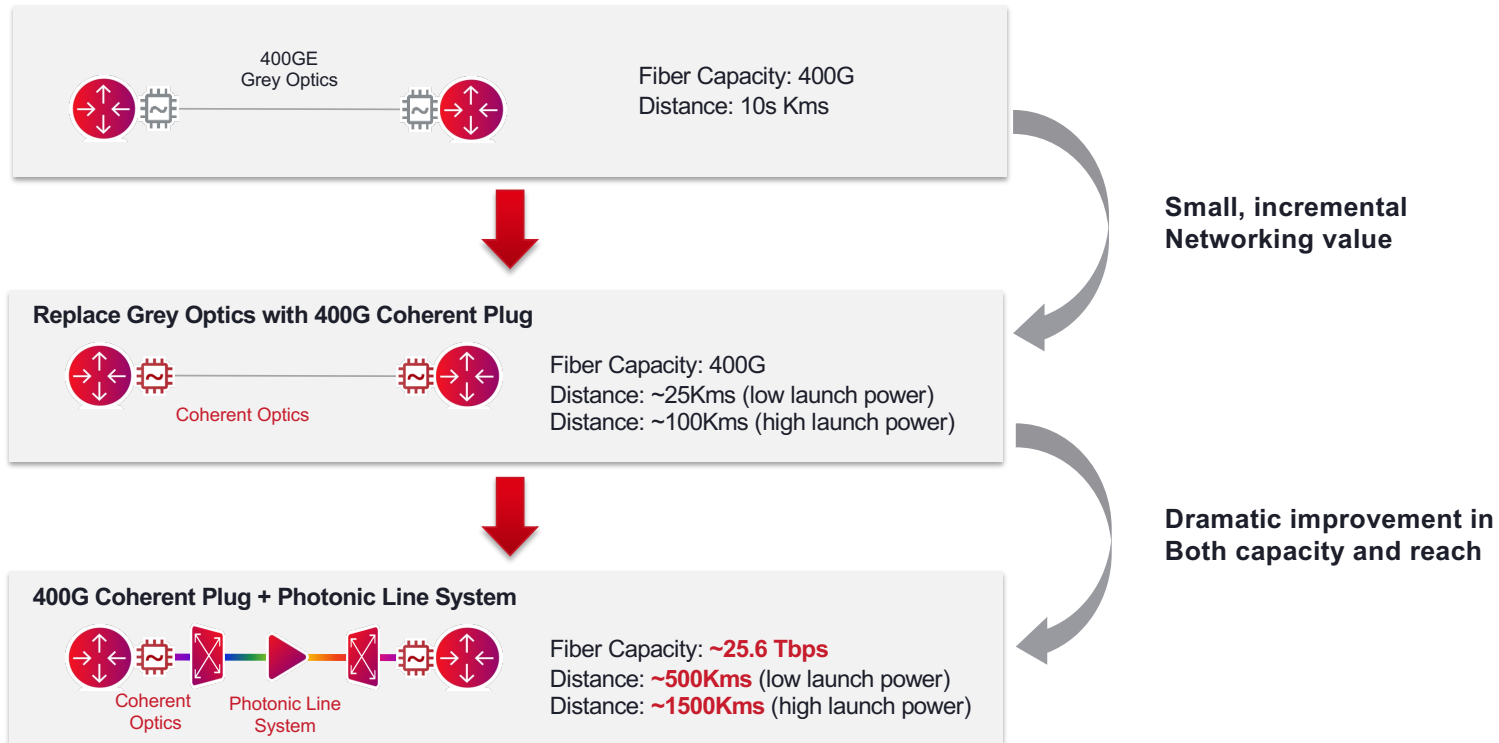 400GE
Grey Optics
Fiber Capacity: 400G
Distance: 10s Kms
Small, incremental
Networking value
Replace Grey Optics with 400G Coherent Plug
Coherent Optics
Fiber Capacity: 400G
Distance: ~25Kms (low launch power)
Distance: ~100Kms (high launch power)
Dramatic improvement in
Both capacity and reach
400G Coherent Plug + Photonic Line System
Coherent
Optics
Photonic Line
System
Fiber Capacity: ~25.6 Tbps
Distance: ~500Kms (low launch power)
Distance: ~1500Kms (high launch power)